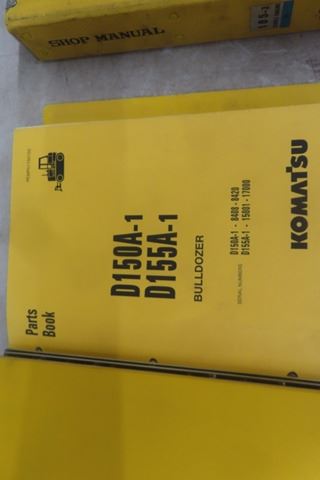 SHOP MANUAL
Parts
Book
D150A-1
D155A-1
BULLDOZER
SERIAL NUMBERS
D150A-1 - 8408 - 8420
D155A-1 - 15001 - 17000
KOMATSU